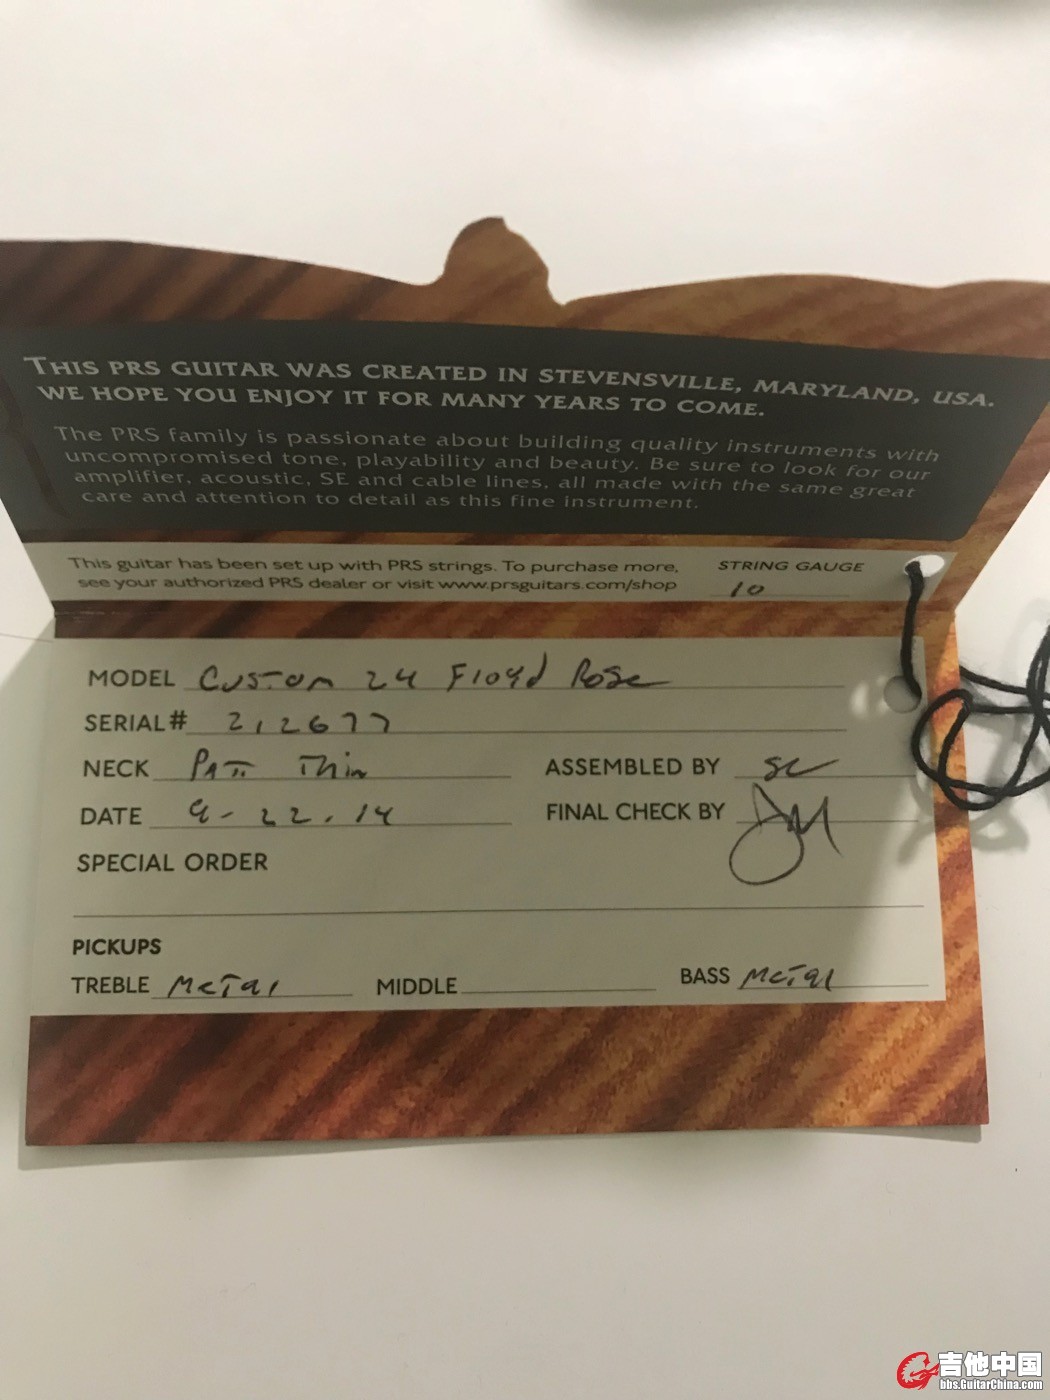 THIS PRS GUITAR WAS CREATED IN STEVENSVILLE, MARYLAND, USA.
WE HOPE YOU ENJOY IT FOR MANY YEARS TO COME.
The PRS family is passionate about building quality instruments with
uncompromised tone, playability and beauty. Be sure to look for our
amplifier, acoustic, SE and cable lines, all made with the same great
care and attention to detail as this fine instrument.
This guitar has been set up with PRS strings. To purchase more,
see your authorized PRS dealer or visit www.prsguitars.com/shop
STRING GAUGE
10
MODEL Custom 24 Floyd Rose
SERIAL# 212677
NECK Patt Thin
ASSEMBLED BY SC
DATE 9-22.14
FINAL CHECK BY JM
SPECIAL ORDER
PICKUPS
TREBLE Metal MIDDLE BASS Metal
吉他中国
bbs.GuitarChina.com